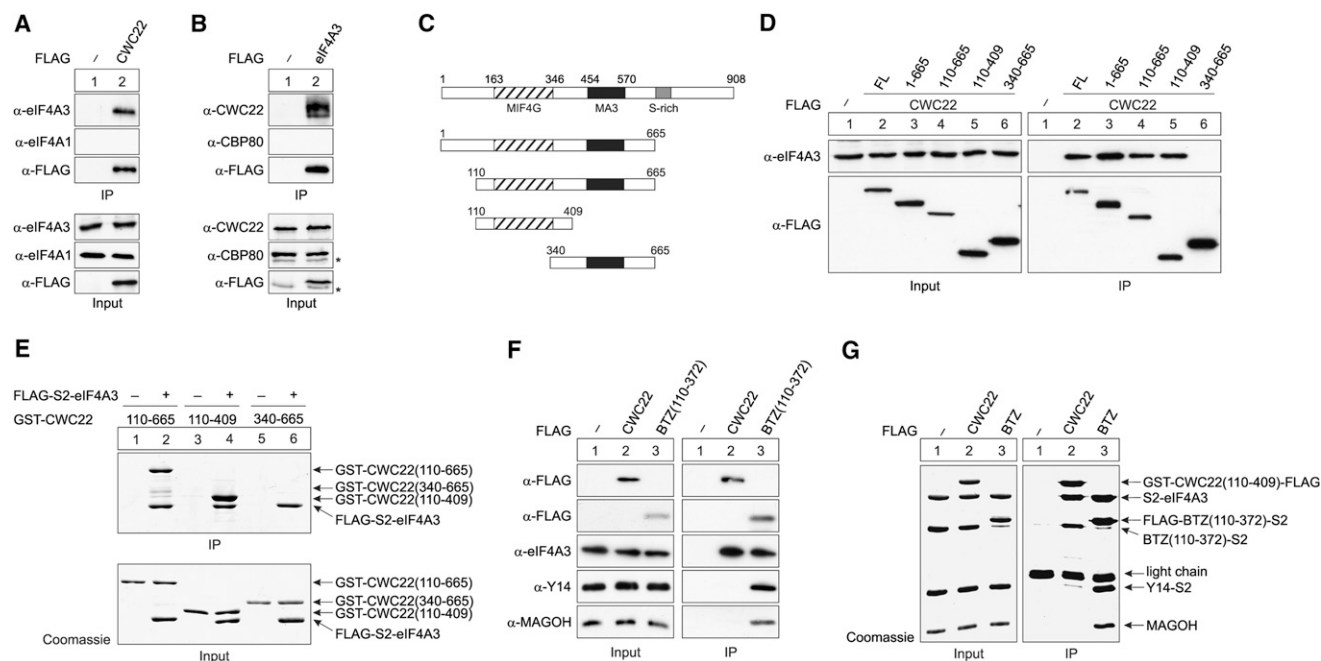 A
FLAG / CWC22
1 2
α-eIF4A3
α-eIF4A1
α-FLAG
IP
α-eIF4A3
α-eIF4A1
α-FLAG
Input
B
FLAG / eIF4A3
1 2
α-CWC22
α-CBP80
α-FLAG
IP
α-CWC22
α-CBP80 *
α-FLAG *
Input
C
1 163 346 454 570 908
MIF4G MA3 S-rich
1 665
110 665
110 409
340 665
D
FL 1-665 110-665 110-409 340-665 FL 1-665 110-665 110-409 340-665
FLAG / CWC22 / CWC22
1 2 3 4 5 6 1 2 3 4 5 6
α-eIF4A3
α-FLAG
Input IP
E
FLAG-S2-eIF4A3 – + – + – +
GST-CWC22 110-665 110-409 340-665
1 2 3 4 5 6
GST-CWC22(110-665)
GST-CWC22(340-665)
GST-CWC22(110-409)
FLAG-S2-eIF4A3
IP
GST-CWC22(110-665)
GST-CWC22(340-665)
GST-CWC22(110-409)
FLAG-S2-eIF4A3
Coomassie
Input
F
FLAG / CWC22 BTZ(110-372) / CWC22 BTZ(110-372)
1 2 3 1 2 3
α-FLAG
α-FLAG
α-eIF4A3
α-Y14
α-MAGOH
Input IP
G
FLAG / CWC22 BTZ / CWC22 BTZ
1 2 3 1 2 3
GST-CWC22(110-409)-FLAG
S2-eIF4A3
FLAG-BTZ(110-372)-S2
BTZ(110-372)-S2
light chain
Y14-S2
MAGOH
Coomassie
Input IP